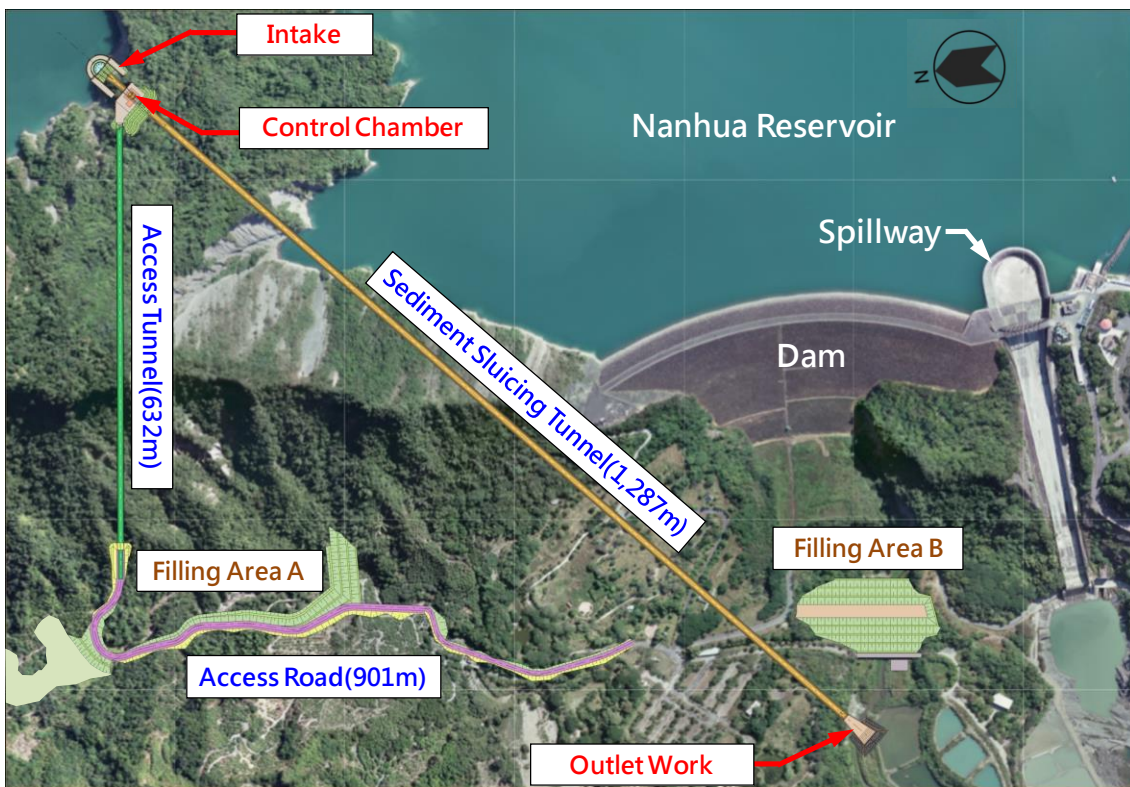 Intake
N
Control Chamber
Nanhua Reservoir
Spillway
Access Tunnel(632m)
Sediment Sluicing Tunnel(1,287m)
Dam
Filling Area A
Filling Area B
Access Road(901m)
Outlet Work